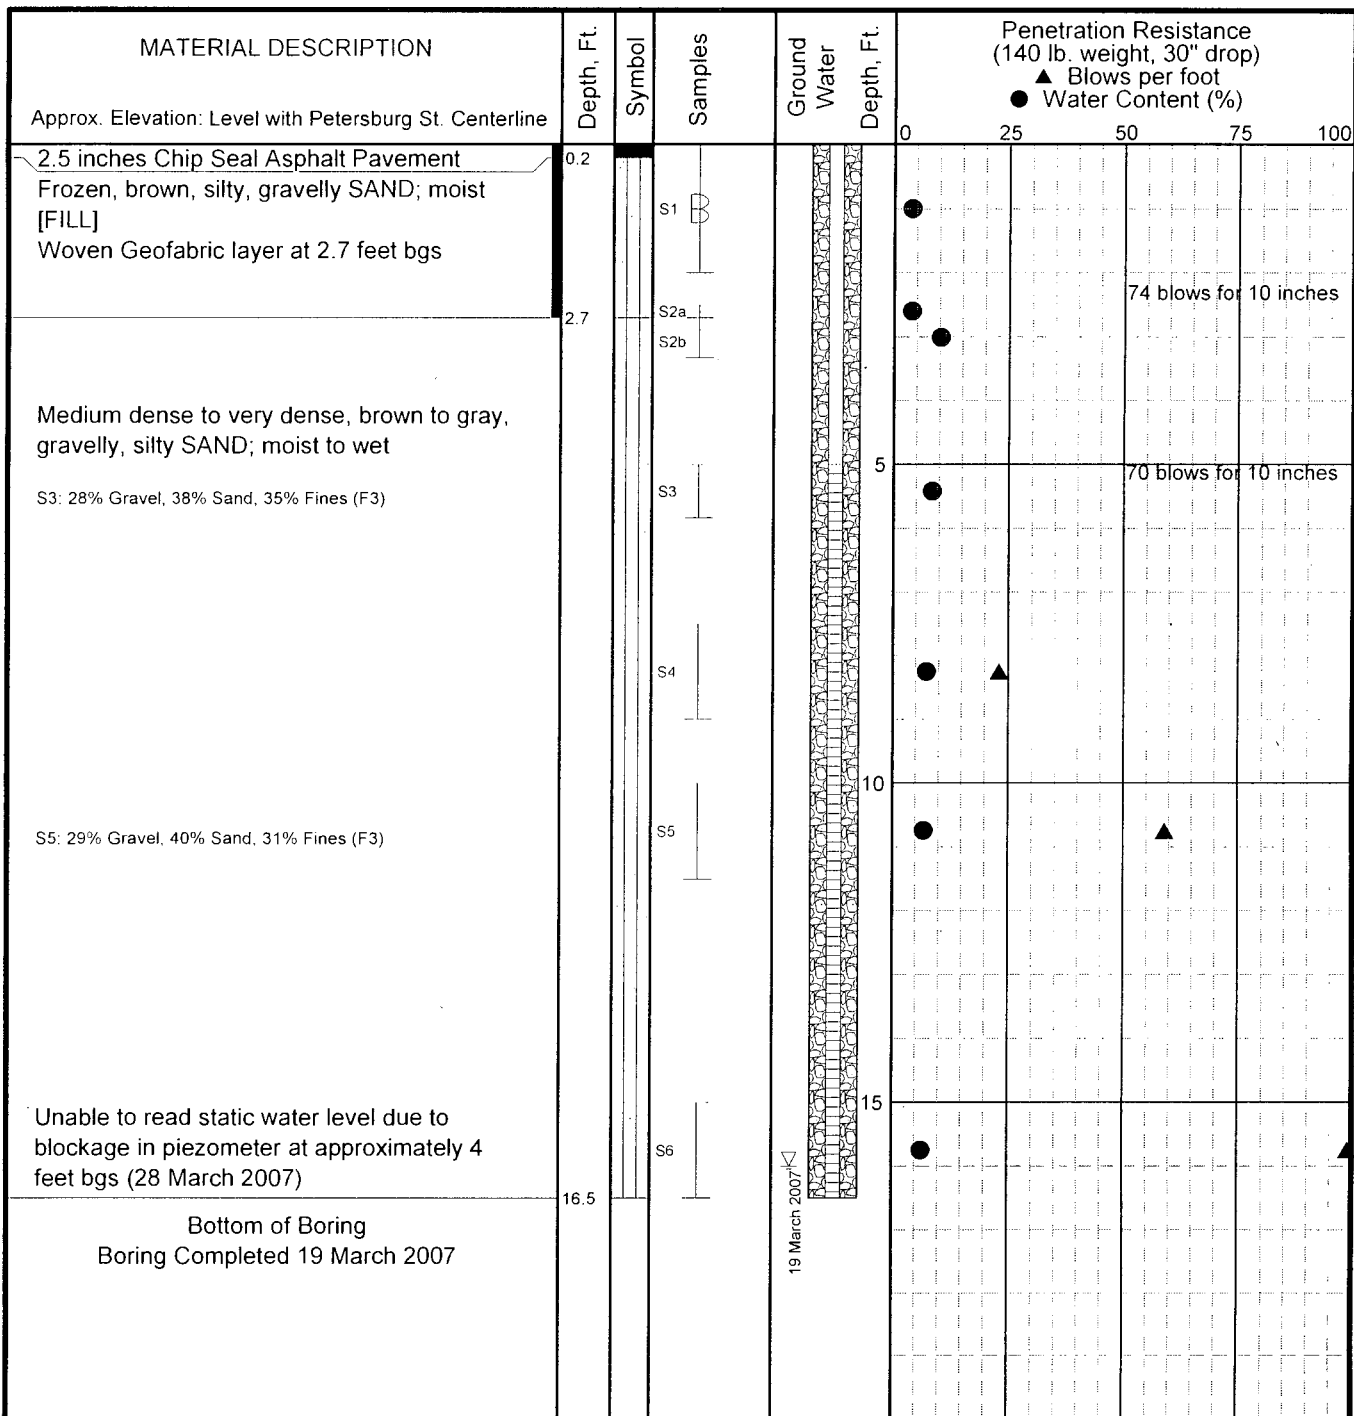 MATERIAL DESCRIPTION
Approx. Elevation: Level with Petersburg St. Centerline
Depth, Ft.
Symbol
Samples
Ground
Water
Depth, Ft.
Penetration Resistance
(140 lb. weight, 30" drop)
▲ Blows per foot
● Water Content (%)
0 25 50 75 100
2.5 inches Chip Seal Asphalt Pavement
0.2
Frozen, brown, silty, gravelly SAND; moist
[FILL]
S1
Woven Geofabric layer at 2.7 feet bgs
74 blows for 10 inches
S2a
2.7
S2b
Medium dense to very dense, brown to gray,
gravelly, silty SAND; moist to wet
5
70 blows for 10 inches
S3: 28% Gravel, 38% Sand, 35% Fines (F3)
S3
S4
10
S5: 29% Gravel, 40% Sand, 31% Fines (F3)
S5
15
Unable to read static water level due to
blockage in piezometer at approximately 4
feet bgs (28 March 2007)
S6
16.5
19 March 2007
Bottom of Boring
Boring Completed 19 March 2007